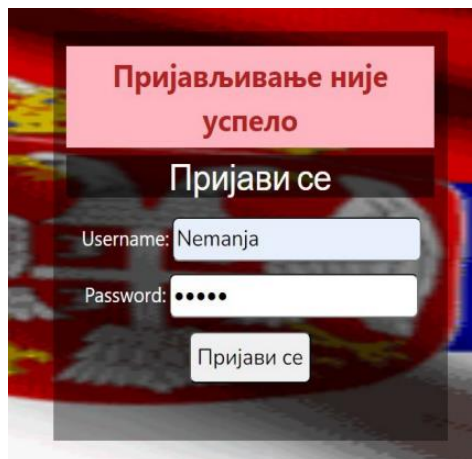 Пријављивање није
успело
Пријави се
Username: Nemanja
Password: •••••
Пријави се